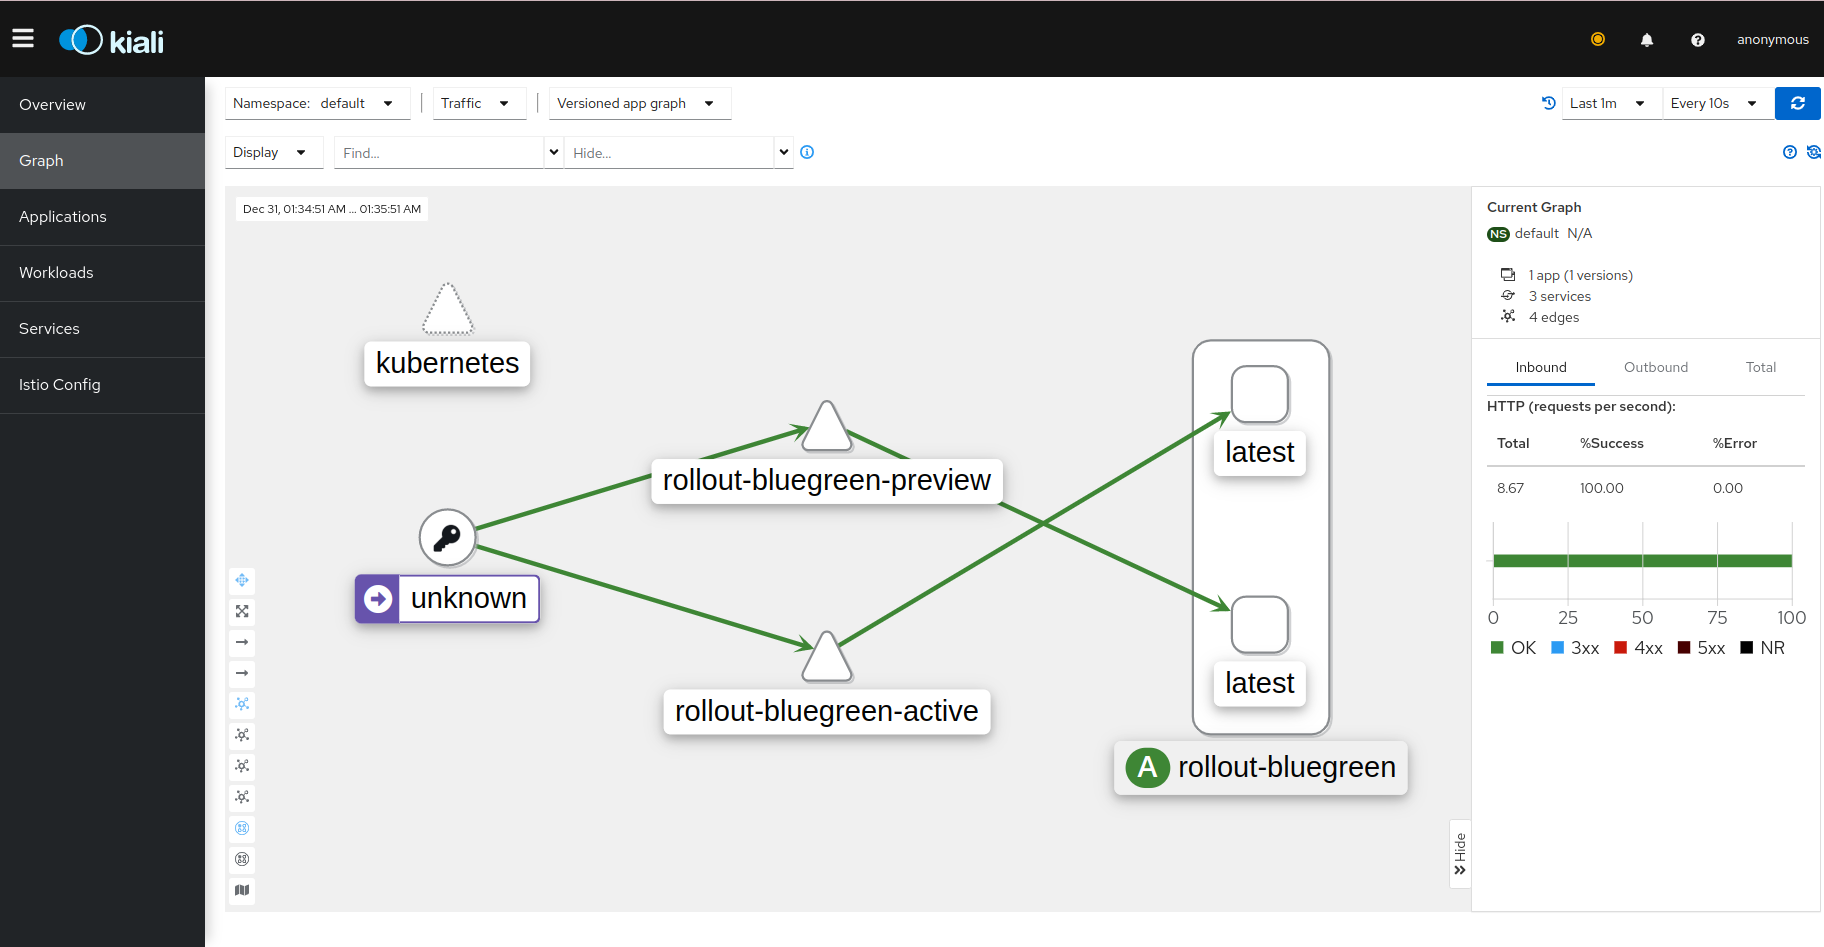 kiali
anonymous
Overview
Graph
Applications
Workloads
Services
Istio Config
Namespace: default
Traffic
Versioned app graph
Last 1m
Every 10s
Display
Find...
Hide...
Dec 31, 01:34:51 AM ... 01:35:51 AM
kubernetes
rollout-bluegreen-preview
unknown
rollout-bluegreen-active
latest
latest
A rollout-bluegreen
Hide
Current Graph
NS default N/A
1 app (1 versions)
3 services
4 edges
Inbound Outbound Total
HTTP (requests per second):
Total %Success %Error
8.67 100.00 0.00
0 25 50 75 100
OK 3xx 4xx 5xx NR